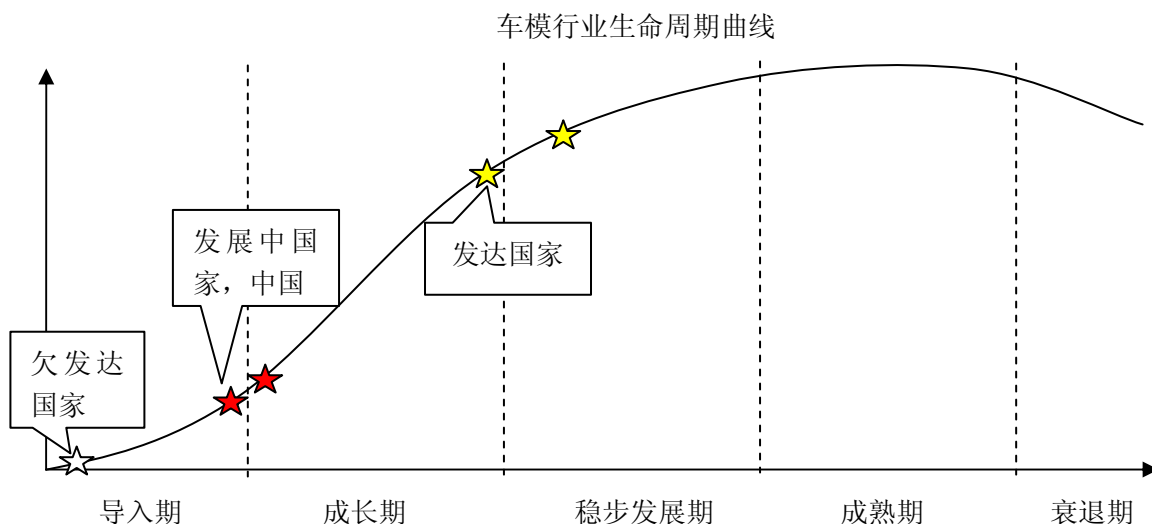 车模行业生命周期曲线
发展中国
家，中国
发达国家
欠发达
国家
导入期
成长期
稳步发展期
成熟期
衰退期